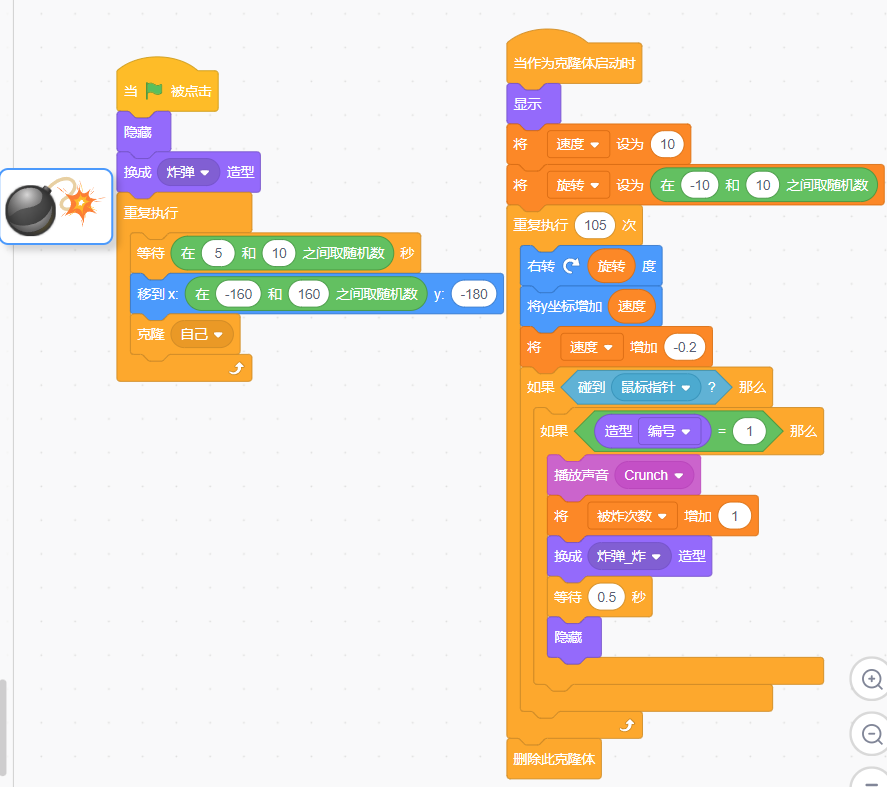 当 被点击
隐藏
换成 炸弹 造型
重复执行
等待 在 5 和 10 之间取随机数 秒
移到 x: 在 -160 和 160 之间取随机数 y: -180
克隆 自己
当作为克隆体启动时
显示
将 速度 设为 10
将 旋转 设为 在 -10 和 10 之间取随机数
重复执行 105 次
右转 旋转 度
将y坐标增加 速度
将 速度 增加 -0.2
如果 碰到 鼠标指针 ? 那么
如果 造型 编号 = 1 那么
播放声音 Crunch
将 被炸次数 增加 1
换成 炸弹_炸 造型
等待 0.5 秒
隐藏
删除此克隆体